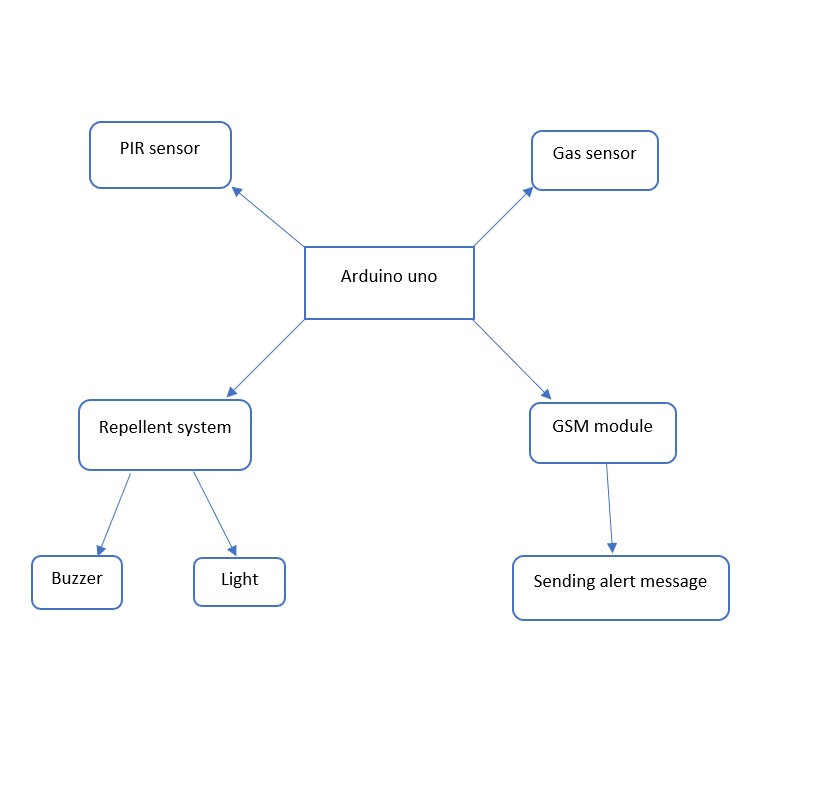 PIR sensor
Gas sensor
Arduino uno
Repellent system
GSM module
Buzzer
Light
Sending alert message